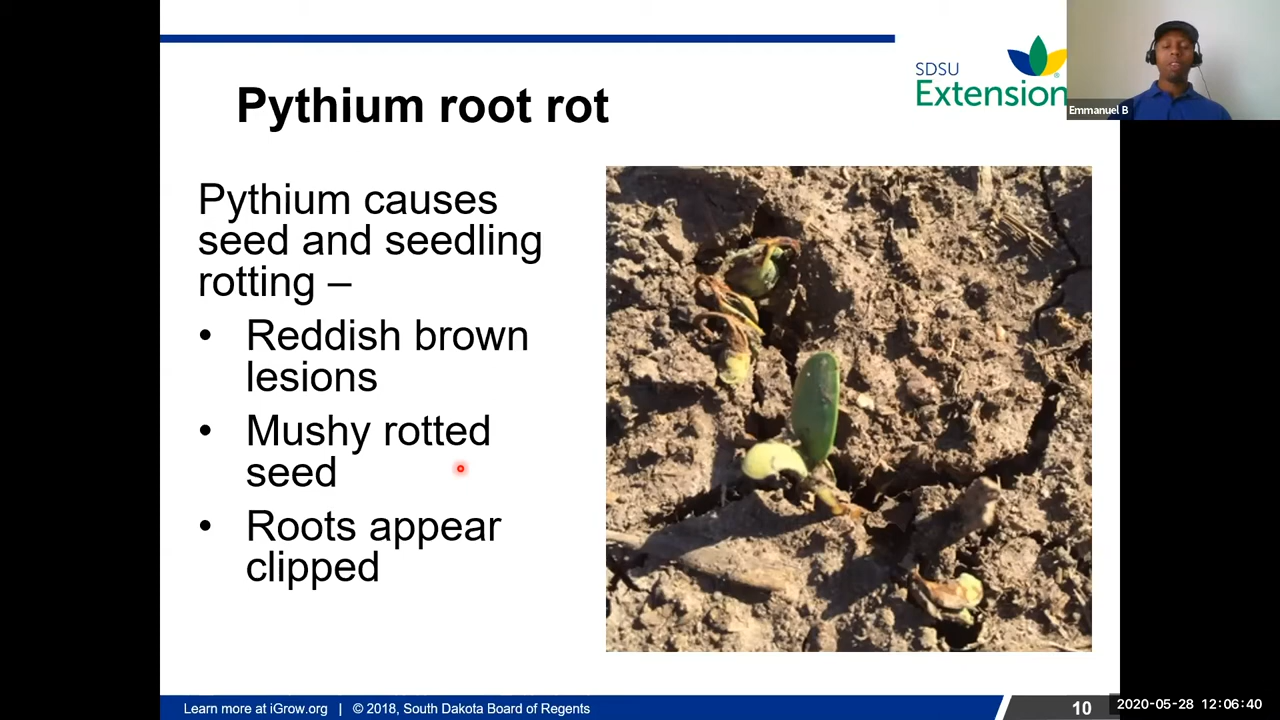 SDSU
Extension
Emmanuel B
Pythium root rot
Pythium causes
seed and seedling
rotting –
• Reddish brown
lesions
• Mushy rotted
seed
• Roots appear
clipped
Learn more at iGrow.org | © 2018, South Dakota Board of Regents
10
2020-05-28 12:06:40